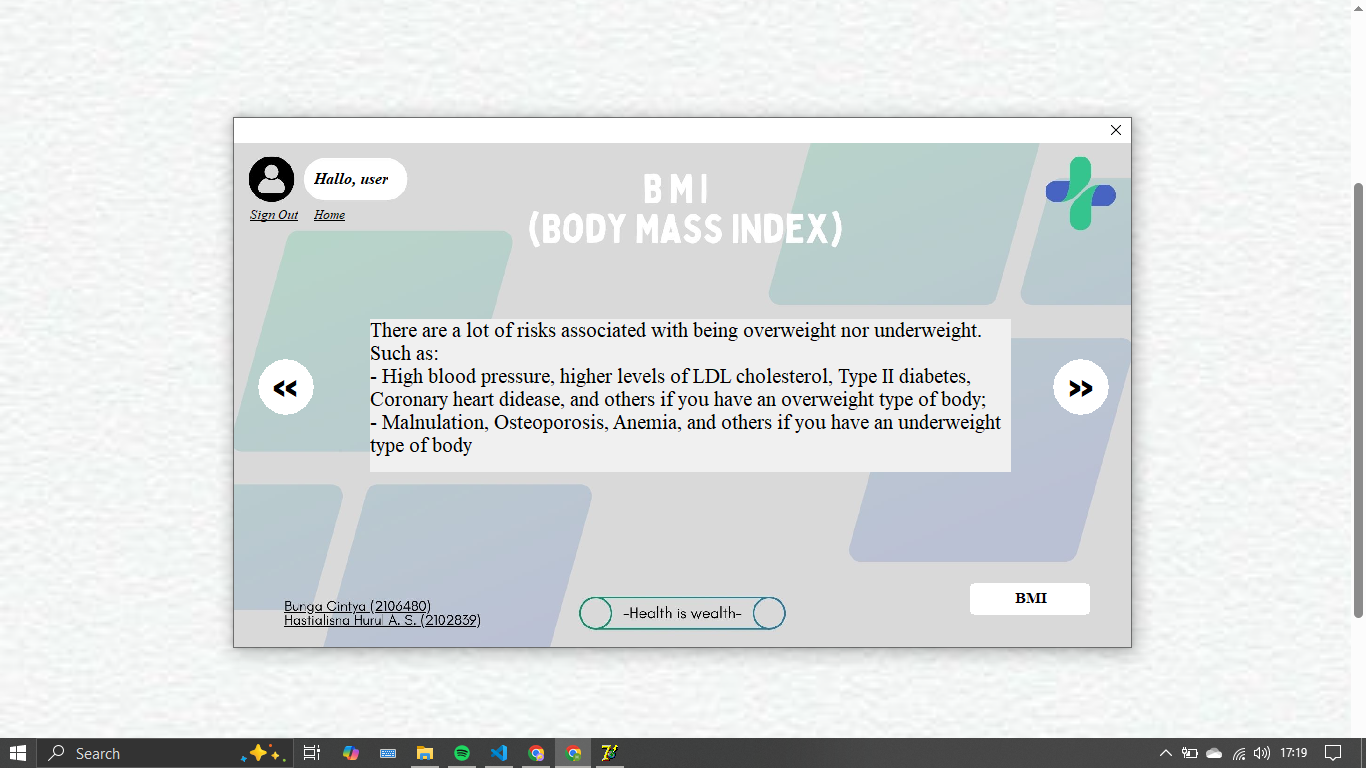 Hallo, user
Sign Out
Home
BMI
(BODY MASS INDEX)
There are a lot of risks associated with being overweight nor underweight.
Such as:
- High blood pressure, higher levels of LDL cholesterol, Type II diabetes,
Coronary heart didease, and others if you have an overweight type of body;
- Malnulation, Osteoporosis, Anemia, and others if you have an underweight
type of body
«
»
Bunga Cintya (2106480)
Hastialisna Hurul A. S. (2102839)
-Health is wealth-
BMI
Search
17:19